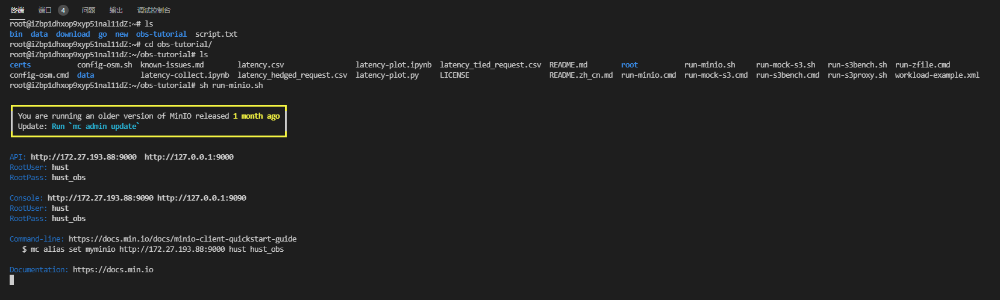 终端 端口 4 问题 输出 调试控制台
root@iZbp1dhxop9xyp51nal11dZ:~# ls
bin data download go new obs-tutorial script.txt
root@iZbp1dhxop9xyp51nal11dZ:~# cd obs-tutorial/
root@iZbp1dhxop9xyp51nal11dZ:~/obs-tutorial# ls
certs config-osm.sh known-issues.md latency.csv latency-plot.ipynb latency_tied_request.csv README.md root run-minio.sh run-mock-s3.sh run-s3bench.sh run-zfile.cmd
config-osm.cmd data latency-collect.ipynb latency_hedged_request.csv latency-plot.py LICENSE README.zh_cn.md run-minio.cmd run-mock-s3.cmd run-s3bench.cmd run-s3proxy.sh workload-example.xml
root@iZbp1dhxop9xyp51nal11dZ:~/obs-tutorial# sh run-minio.sh
You are running an older version of MinIO released 1 month ago
Update: Run `mc admin update`
API: http://172.27.193.88:9000 http://127.0.0.1:9000
RootUser: hust
RootPass: hust_obs
Console: http://172.27.193.88:9090 http://127.0.0.1:9090
RootUser: hust
RootPass: hust_obs
Command-line: https://docs.min.io/docs/minio-client-quickstart-guide
$ mc alias set myminio http://172.27.193.88:9000 hust hust_obs
Documentation: https://docs.min.io